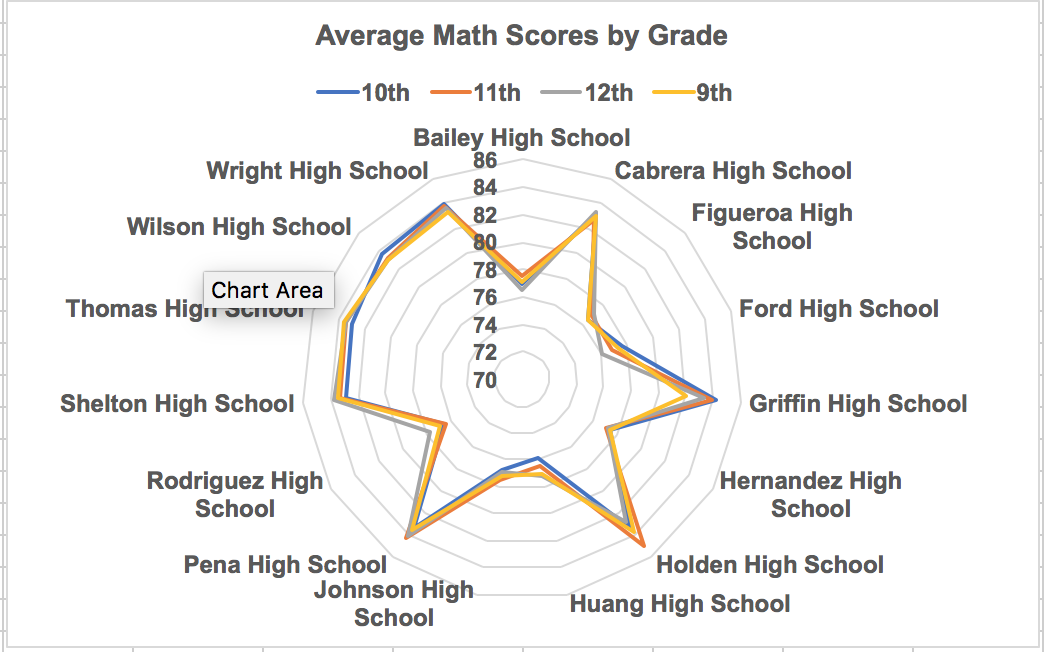 Average Math Scores by Grade
10th 11th 12th 9th
Bailey High School
Cabrera High School
Figueroa High
School
Ford High School
Griffin High School
Hernandez High
School
Holden High School
Huang High School
Johnson High
School
Pena High School
Rodriguez High
School
Shelton High School
Thomas High School
Wilson High School
Wright High School
86
84
82
80
78
76
74
72
70
Chart Area